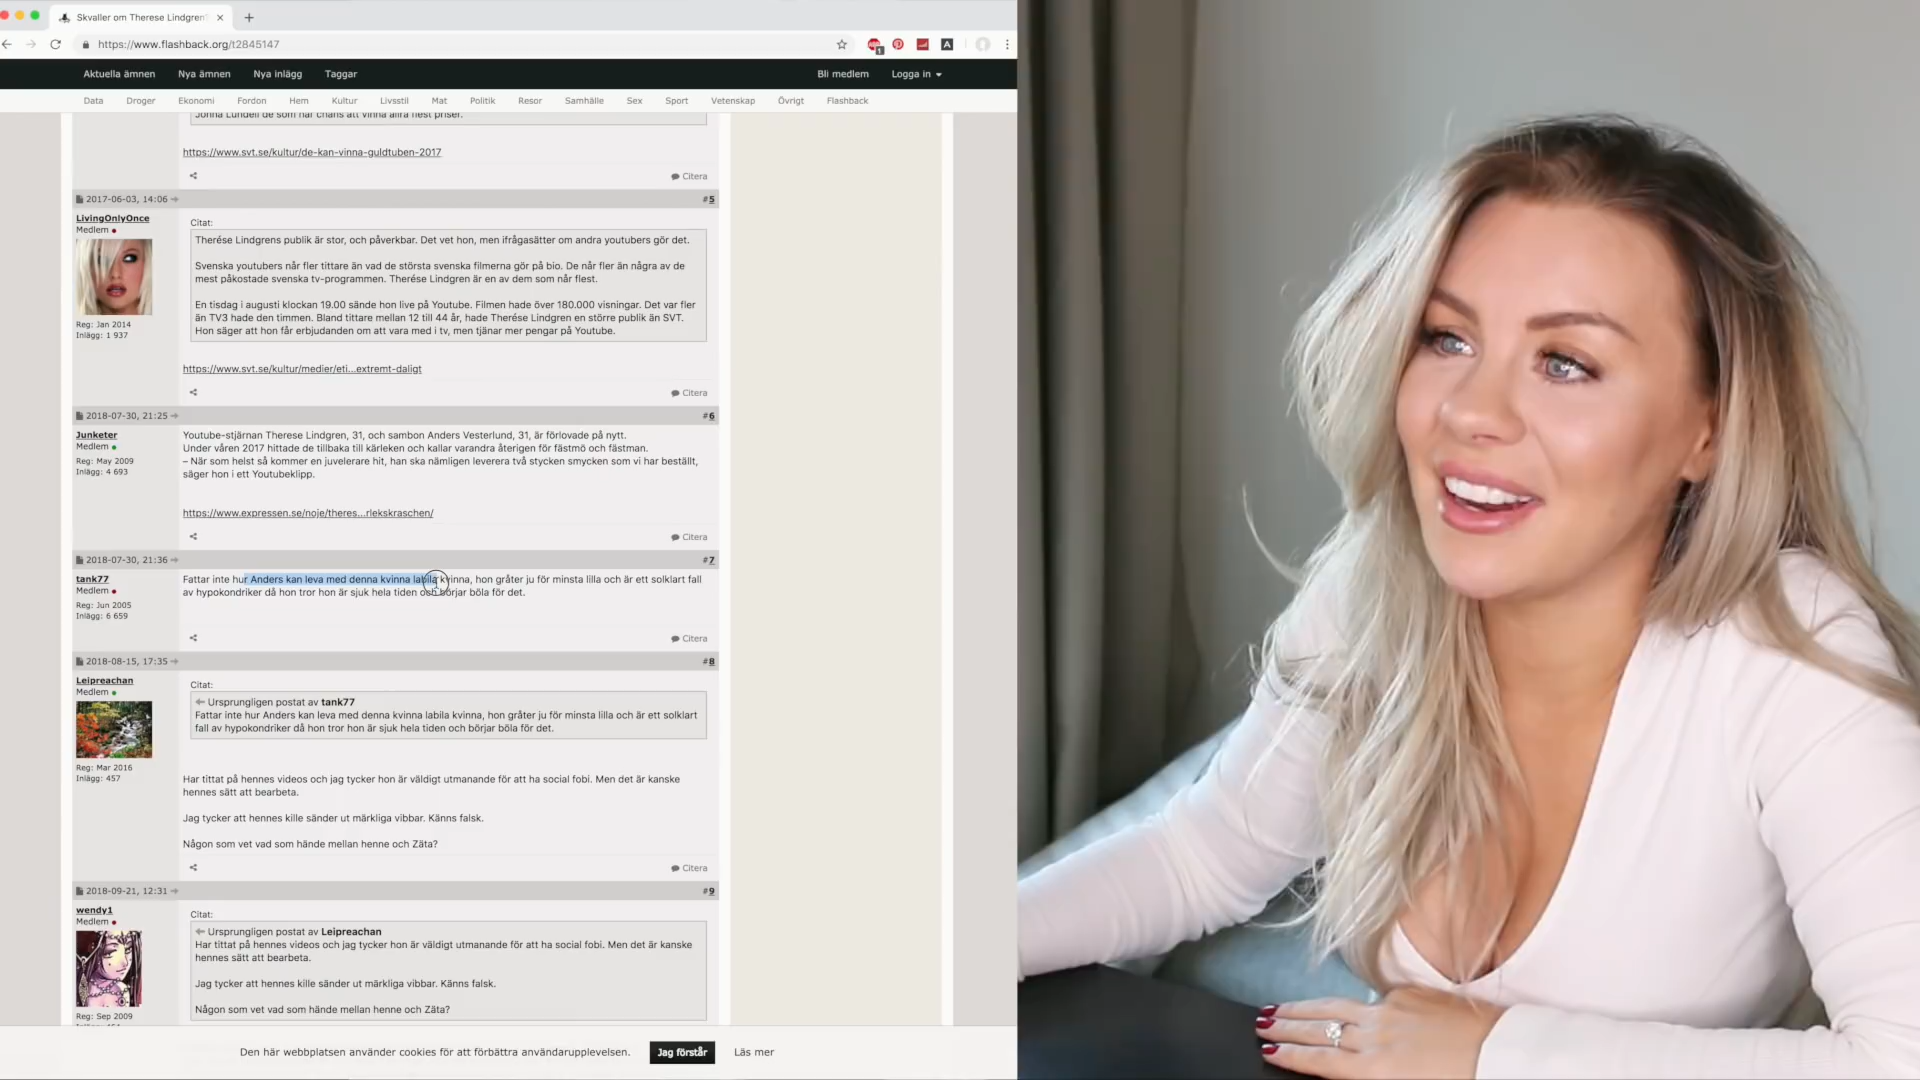 Skvaller om Therese Lindgren
https://www.flashback.org/t2845147
1
A
Aktuella ämnen Nya ämnen Nya inlägg Taggar Bli medlem Logga in
Data Droger Ekonomi Fordon Hem Kultur Livsstil Mat Politik Resor Samhälle Sex Sport Vetenskap Övrigt Flashback
Jonna Lundell de som har chans att vinna allra flest priser.
https://www.svt.se/kultur/de-kan-vinna-guldtuben-2017
Citera
2017-06-03, 14:06 #5
LivingOnlyOnce
Medlem
Reg: Jan 2014
Inlägg: 1 937
Citat:
Therése Lindgrens publik är stor, och påverkbar. Det vet hon, men ifrågasätter om andra youtubers gör det.
Svenska youtubers når fler tittare än vad de största svenska filmerna gör på bio. De når fler än några av de
mest påkostade svenska tv-programmen. Therése Lindgren är en av dem som når flest.
En tisdag i augusti klockan 19.00 sände hon live på Youtube. Filmen hade över 180.000 visningar. Det var fler
än TV3 hade den timmen. Bland tittare mellan 12 till 44 år, hade Therése Lindgren en större publik än SVT.
Hon säger att hon får erbjudanden om att vara med i tv, men tjänar mer pengar på Youtube.
https://www.svt.se/kultur/medier/eti...extremt-daligt
Citera
2018-07-30, 21:25 #6
Junketer
Medlem
Reg: May 2009
Inlägg: 4 693
Youtube-stjärnan Therese Lindgren, 31, och sambon Anders Vesterlund, 31, är förlovade på nytt.
Under våren 2017 hittade de tillbaka till kärleken och kallar varandra återigen för fästmö och fästman.
– När som helst så kommer en juvelerare hit, han ska nämligen leverera två stycken smycken som vi har beställt,
säger hon i ett Youtubeklipp.
https://www.expressen.se/noje/theres...rlekskraschen/
Citera
2018-07-30, 21:36 #7
tank77
Medlem
Reg: Jun 2005
Inlägg: 6 659
Fattar inte hur Anders kan leva med denna kvinna labila kvinna, hon gråter ju för minsta lilla och är ett solklart fall
av hypokondriker då hon tror hon är sjuk hela tiden och börjar böla för det.
Citera
2018-08-15, 17:35 #8
Leipreachan
Medlem
Reg: Mar 2016
Inlägg: 457
Citat:
Ursprungligen postat av tank77
Fattar inte hur Anders kan leva med denna kvinna labila kvinna, hon gråter ju för minsta lilla och är ett solklart
fall av hypokondriker då hon tror hon är sjuk hela tiden och börjar böla för det.
Har tittat på hennes videos och jag tycker hon är väldigt utmanande för att ha social fobi. Men det är kanske
hennes sätt att bearbeta.
Jag tycker att hennes kille sänder ut märkliga vibbar. Känns falsk.
Någon som vet vad som hände mellan henne och Zäta?
Citera
2018-09-21, 12:31 #9
wendy1
Medlem
Reg: Sep 2009
Citat:
Ursprungligen postat av Leipreachan
Har tittat på hennes videos och jag tycker hon är väldigt utmanande för att ha social fobi. Men det är kanske
hennes sätt att bearbeta.
Jag tycker att hennes kille sänder ut märkliga vibbar. Känns falsk.
Någon som vet vad som hände mellan henne och Zäta?
Den här webbplatsen använder cookies för att förbättra användarupplevelsen. Jag förstår Läs mer